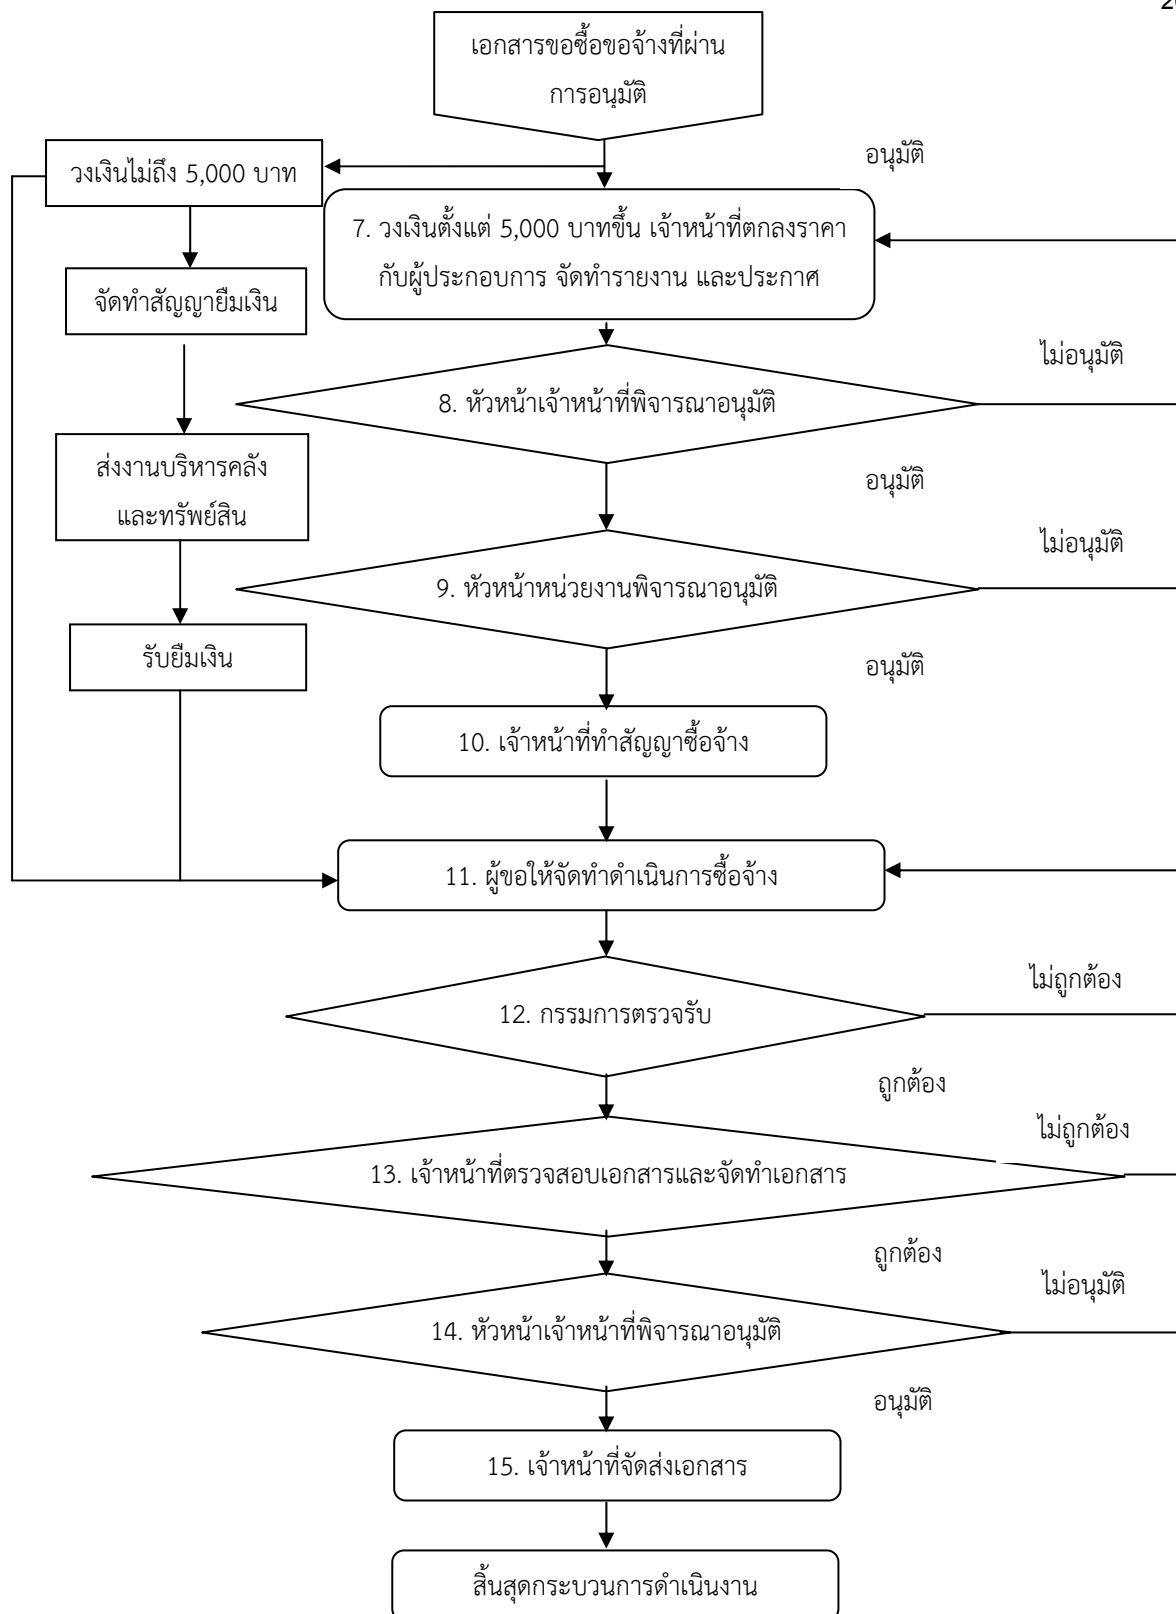 เอกสารขอซื้อขอจ้างที่ผ่าน
การอนุมัติ
อนุมัติ
วงเงินไม่ถึง 5,000 บาท
7. วงเงินตั้งแต่ 5,000 บาทขึ้น เจ้าหน้าที่ตกลงราคา
กับผู้ประกอบการ จัดทำรายงาน และประกาศ
จัดทำสัญญายืมเงิน
ไม่อนุมัติ
8. หัวหน้าเจ้าหน้าที่พิจารณาอนุมัติ
ส่งงานบริหารคลัง
และทรัพย์สิน
อนุมัติ
ไม่อนุมัติ
9. หัวหน้าหน่วยงานพิจารณาอนุมัติ
รับยืมเงิน
อนุมัติ
10. เจ้าหน้าที่ทำสัญญาซื้อจ้าง
11. ผู้ขอให้จัดทำดำเนินการซื้อจ้าง
ไม่ถูกต้อง
12. กรรมการตรวจรับ
ถูกต้อง
ไม่ถูกต้อง
13. เจ้าหน้าที่ตรวจสอบเอกสารและจัดทำเอกสาร
ถูกต้อง
ไม่อนุมัติ
14. หัวหน้าเจ้าหน้าที่พิจารณาอนุมัติ
อนุมัติ
15. เจ้าหน้าที่จัดส่งเอกสาร
สิ้นสุดกระบวนการดำเนินงาน